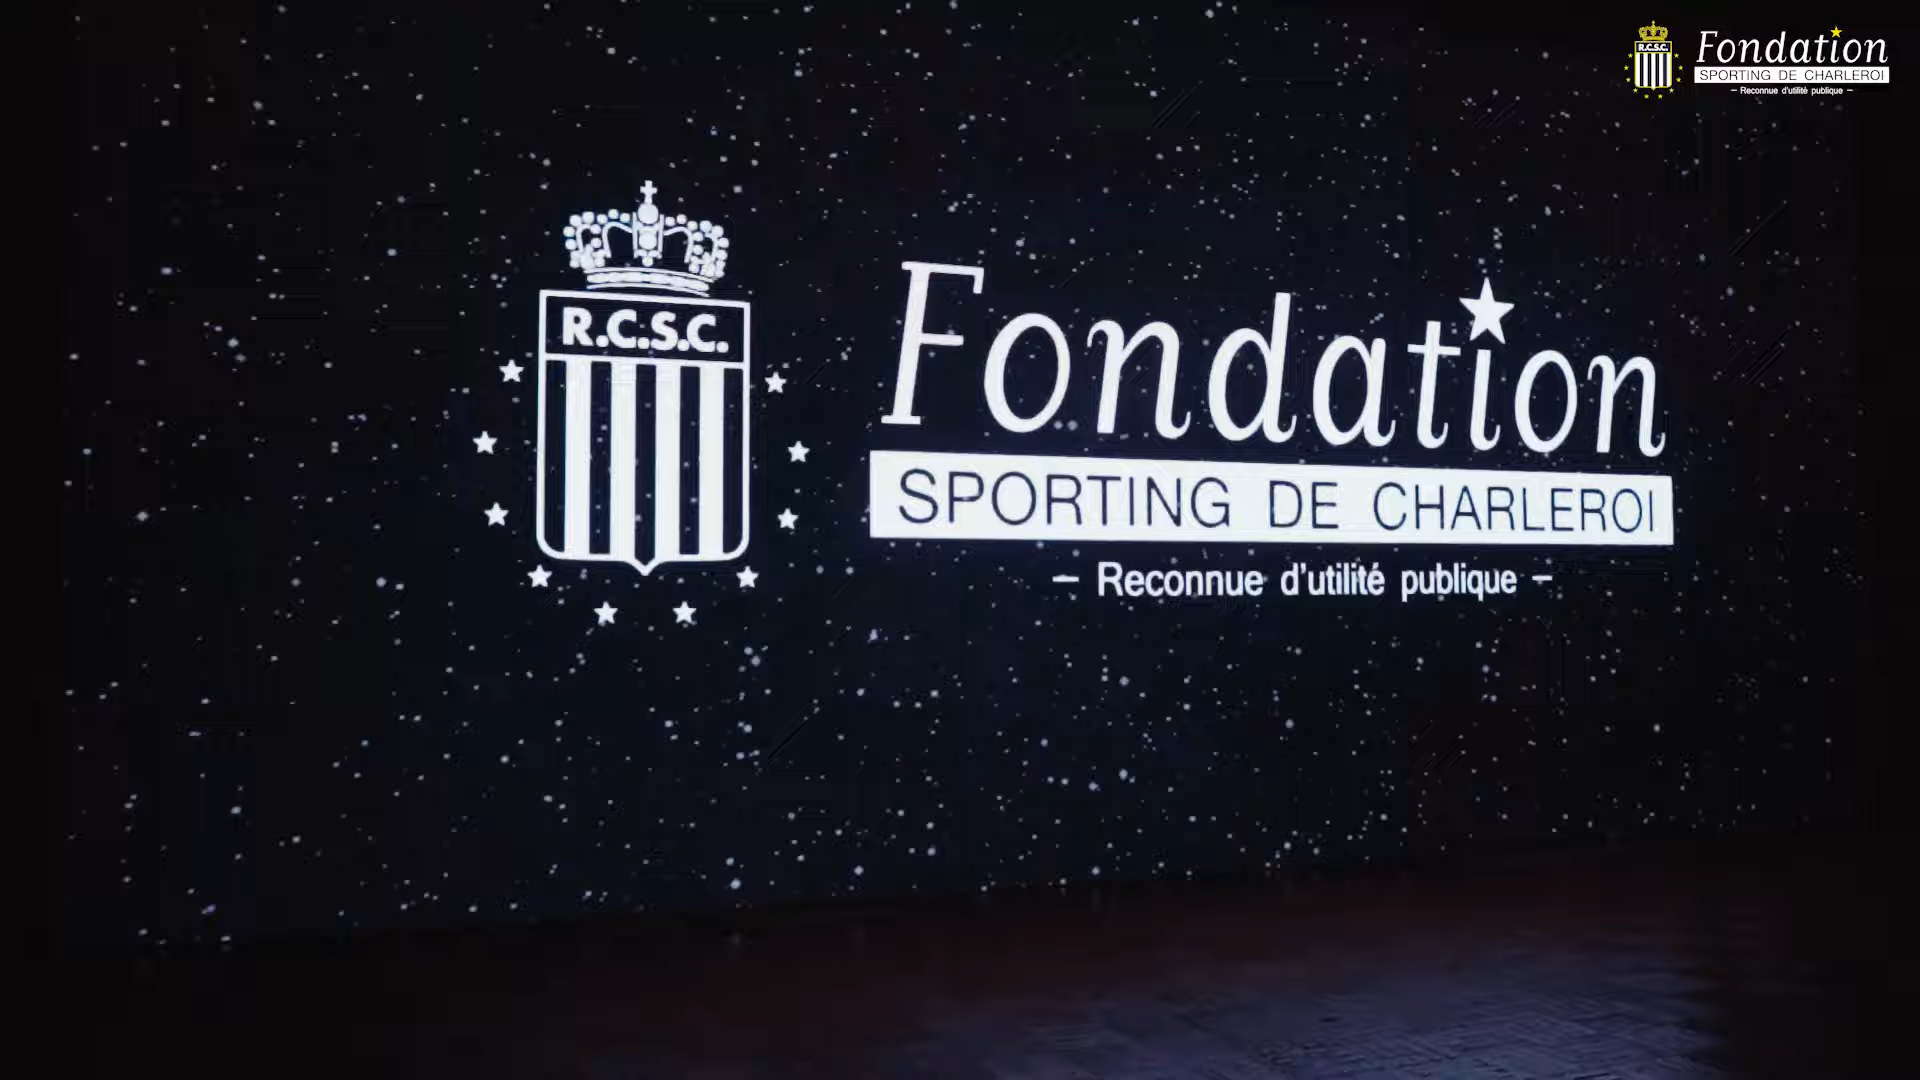 R.C.S.C.
Fondation
SPORTING DE CHARLEROI
– Reconnue d'utilité publique –
R.C.S.C.
Fondation
SPORTING DE CHARLEROI
– Reconnue d'utilité publique –